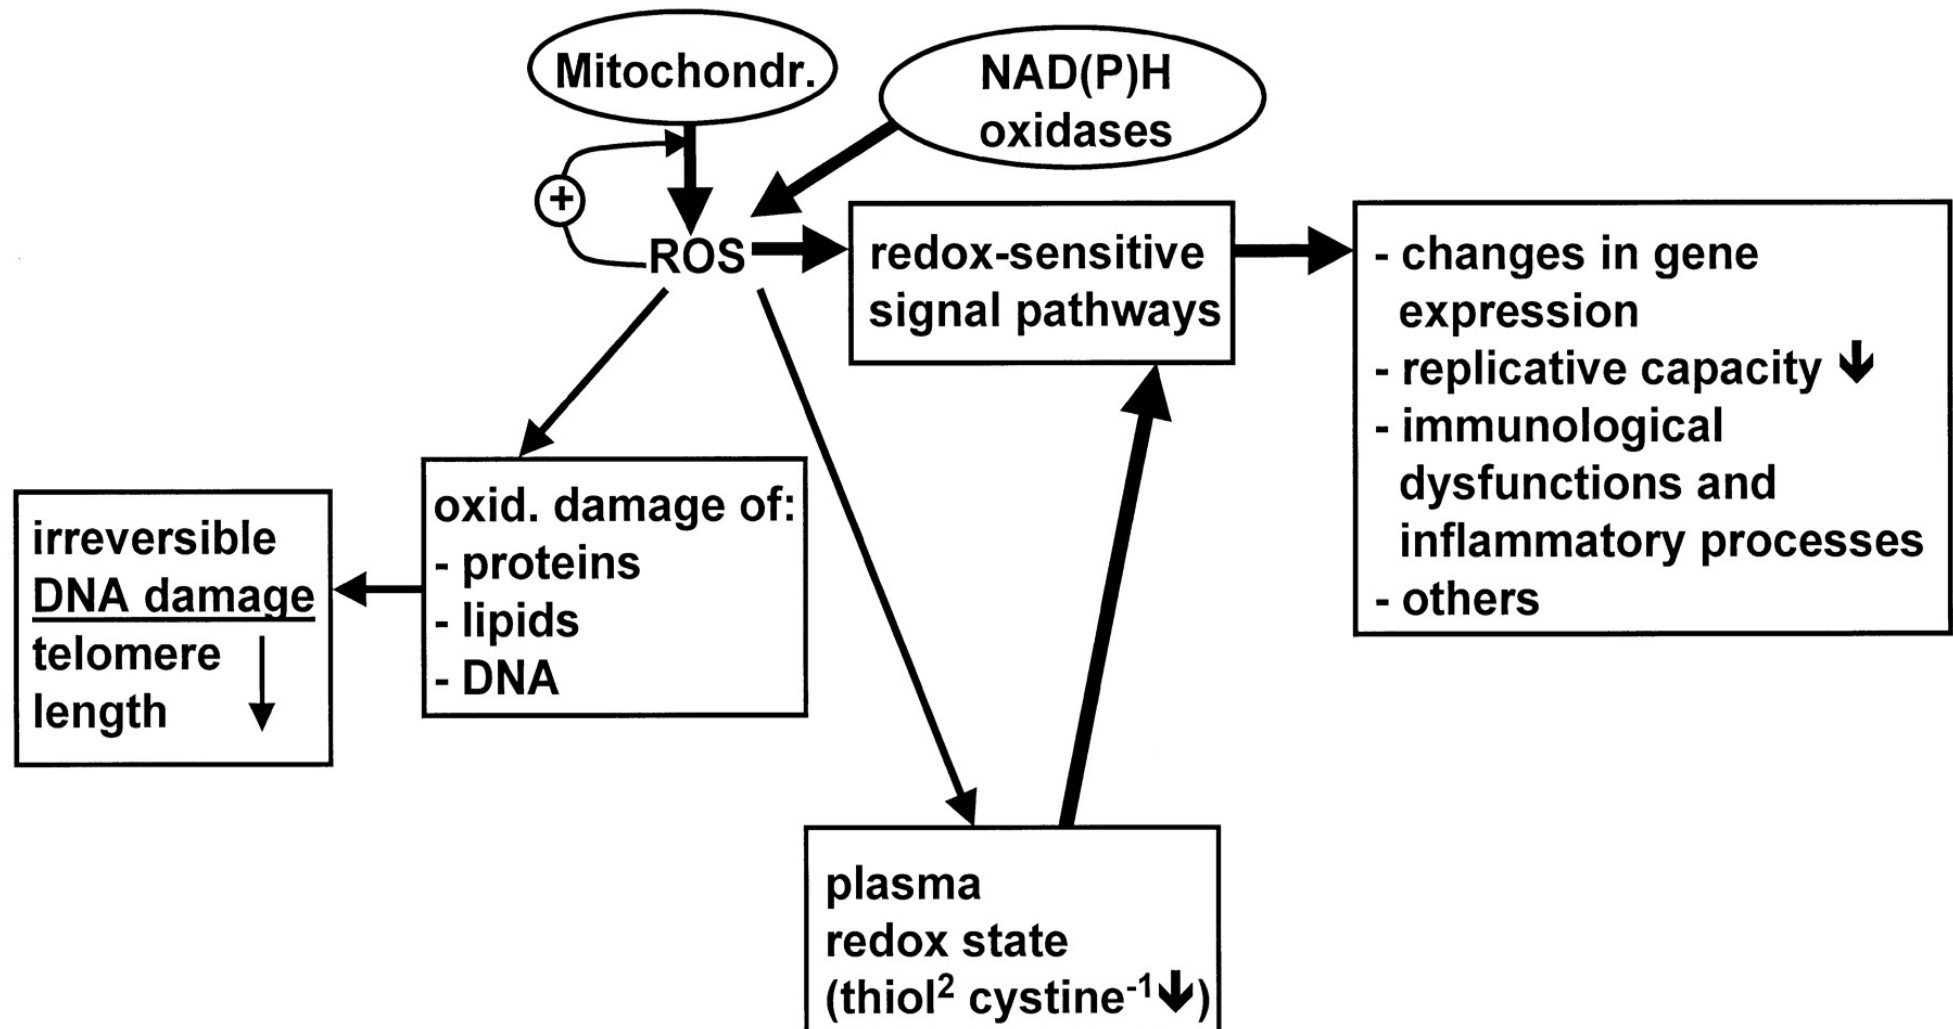 Mitochondr.
NAD(P)H
oxidases
+
ROS
redox-sensitive
signal pathways
- changes in gene
expression
- replicative capacity ↓
- immunological
dysfunctions and
inflammatory processes
- others
oxid. damage of:
- proteins
- lipids
- DNA
irreversible
DNA damage
telomere
length
plasma
redox state
(thiol² cystine⁻¹↓)